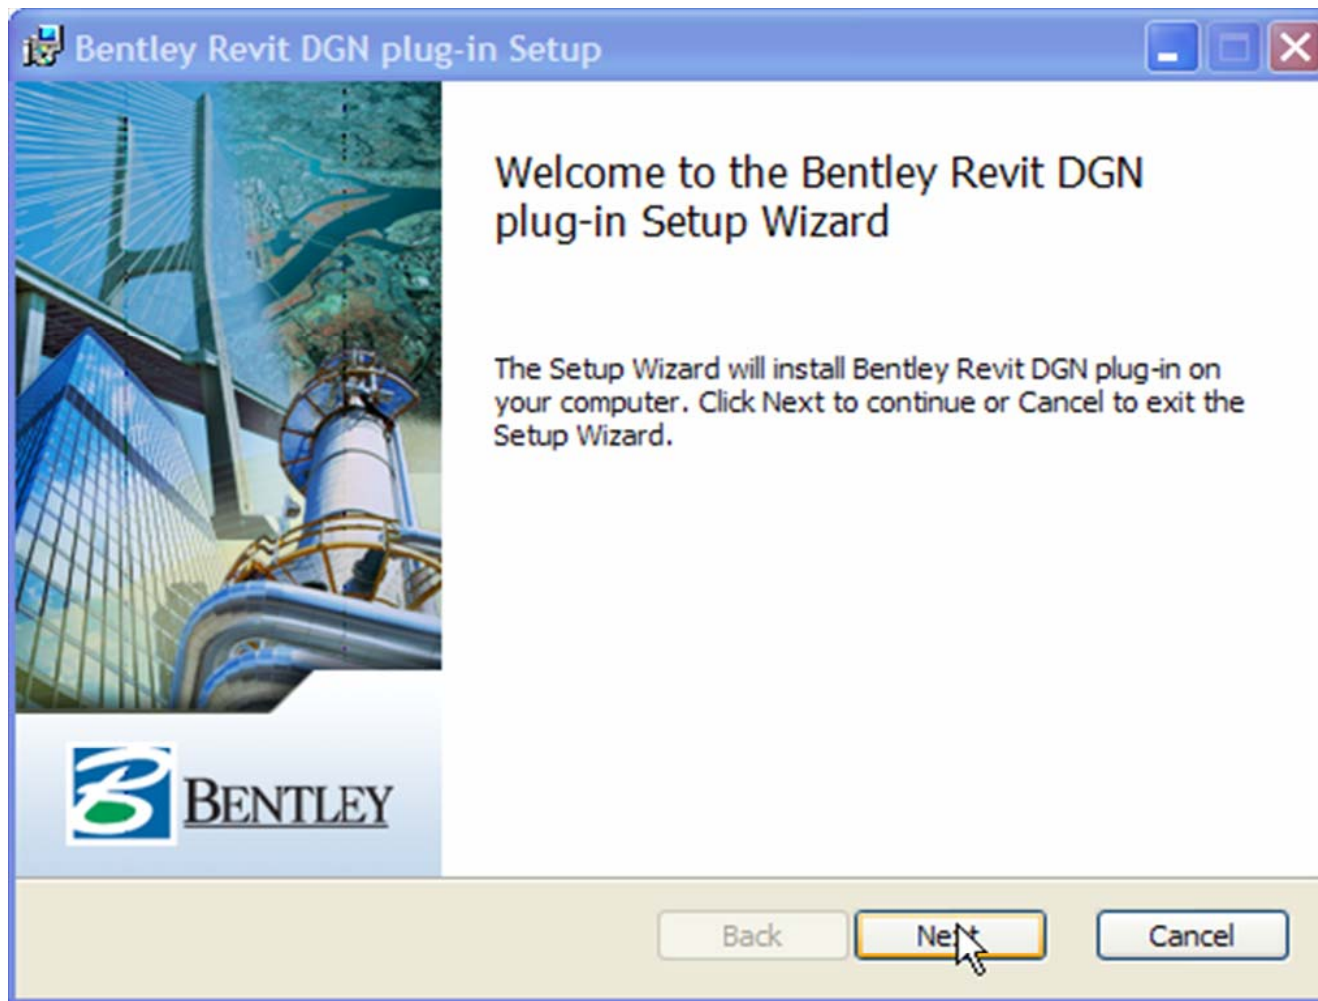 Bentley Revit DGN plug-in Setup
Welcome to the Bentley Revit DGN
plug-in Setup Wizard
The Setup Wizard will install Bentley Revit DGN plug-in on
your computer. Click Next to continue or Cancel to exit the
Setup Wizard.
BENTLEY
Back
Next
Cancel